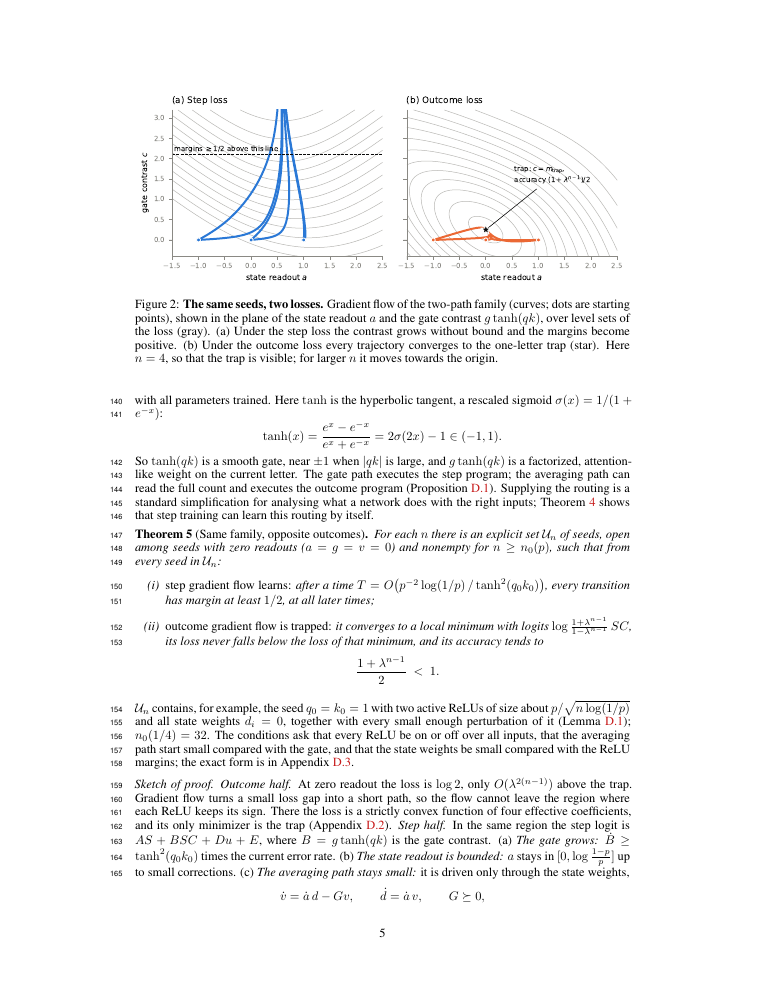 (a) Step loss
(b) Outcome loss
3.0
2.5
2.0
1.5
1.0
0.5
0.0
gate contrast c
margins ≥ 1/2 above this line
trap: c = m_trap,
accuracy (1 + λ^{n−1})/2
−1.5 −1.0 −0.5 0.0 0.5 1.0 1.5 2.0 2.5
−1.5 −1.0 −0.5 0.0 0.5 1.0 1.5 2.0 2.5
state readout a
state readout a
Figure 2: The same seeds, two losses. Gradient flow of the two-path family (curves; dots are starting
points), shown in the plane of the state readout a and the gate contrast g tanh(qk), over level sets of
the loss (gray). (a) Under the step loss the contrast grows without bound and the margins become
positive. (b) Under the outcome loss every trajectory converges to the one-letter trap (star). Here
n = 4, so that the trap is visible; for larger n it moves towards the origin.
140 with all parameters trained. Here tanh is the hyperbolic tangent, a rescaled sigmoid σ(x) = 1/(1 +
141 e^{−x}):
tanh(x) = \frac{e^x − e^{−x}}{e^x + e^{−x}} = 2σ(2x) − 1 ∈ (−1, 1).
142 So tanh(qk) is a smooth gate, near ±1 when |qk| is large, and g tanh(qk) is a factorized, attention-
143 like weight on the current letter. The gate path executes the step program; the averaging path can
144 read the full count and executes the outcome program (Proposition D.1). Supplying the routing is a
145 standard simplification for analysing what a network does with the right inputs; Theorem 4 shows
146 that step training can learn this routing by itself.
147 Theorem 5 (Same family, opposite outcomes). For each n there is an explicit set U_n of seeds, open
148 among seeds with zero readouts (a = g = v = 0) and nonempty for n ≥ n_0(p), such that from
149 every seed in U_n:
150 (i) step gradient flow learns: after a time T = O(p^{−2} log(1/p) / tanh²(q_0k_0)), every transition
151 has margin at least 1/2, at all later times;
152 (ii) outcome gradient flow is trapped: it converges to a local minimum with logits log \frac{1+λ^{n−1}}{1−λ^{n−1}} SC,
153 its loss never falls below the loss of that minimum, and its accuracy tends to
\frac{1 + λ^{n−1}}{2} < 1.
154 U_n contains, for example, the seed q_0 = k_0 = 1 with two active ReLUs of size about p/√(n log(1/p))
155 and all state weights d_i = 0, together with every small enough perturbation of it (Lemma D.1);
156 n_0(1/4) = 32. The conditions ask that every ReLU be on or off over all inputs, that the averaging
157 path start small compared with the gate, and that the state weights be small compared with the ReLU
158 margins; the exact form is in Appendix D.3.
159 Sketch of proof. Outcome half. At zero readout the loss is log 2, only O(λ^{2(n−1)}) above the trap.
160 Gradient flow turns a small loss gap into a short path, so the flow cannot leave the region where
161 each ReLU keeps its sign. There the loss is a strictly convex function of four effective coefficients,
162 and its only minimizer is the trap (Appendix D.2). Step half. In the same region the step logit is
163 AS + BSC + Du + E, where B = g tanh(qk) is the gate contrast. (a) The gate grows: Ḃ ≥
164 tanh²(q_0k_0) times the current error rate. (b) The state readout is bounded: a stays in [0, log \frac{1−p}{p}] up
165 to small corrections. (c) The averaging path stays small: it is driven only through the state weights,
v̇ = ȧ d − Gv, ḋ = ȧ v, G ⪰ 0,
5